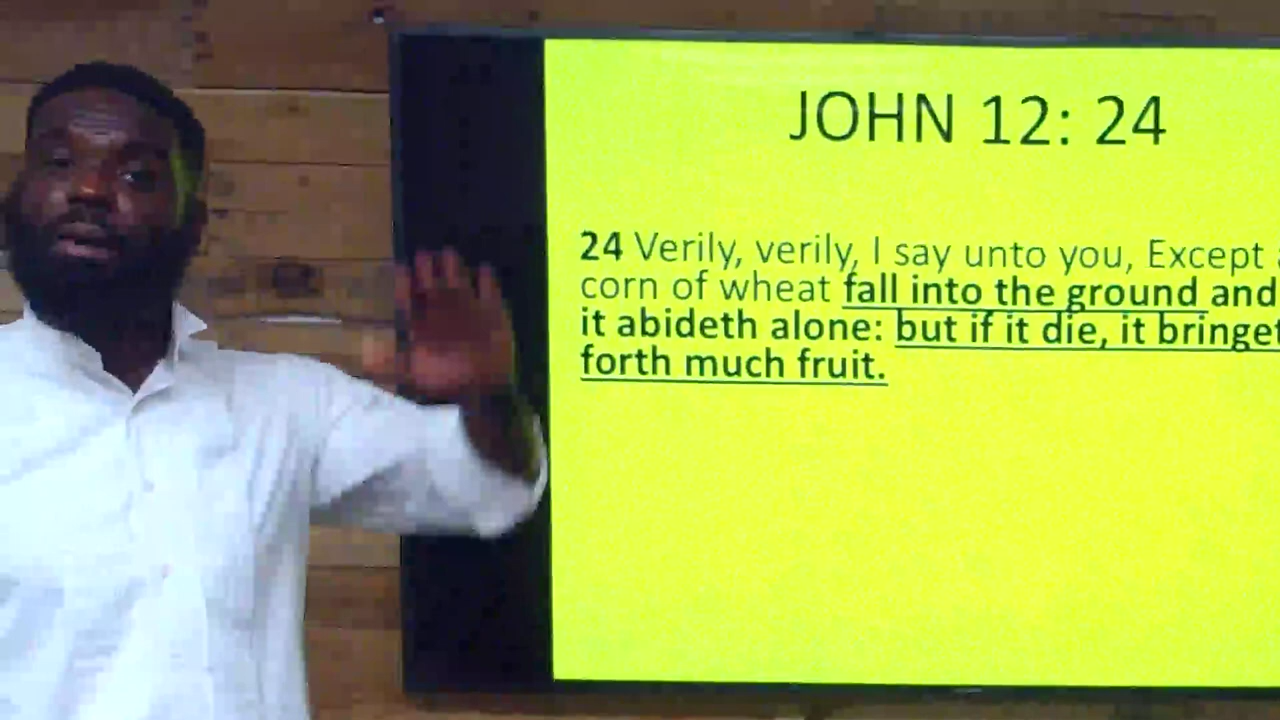 JOHN 12: 24
24 Verily, verily, I say unto you, Except
corn of wheat fall into the ground and
it abideth alone: but if it die, it bringe
forth much fruit.